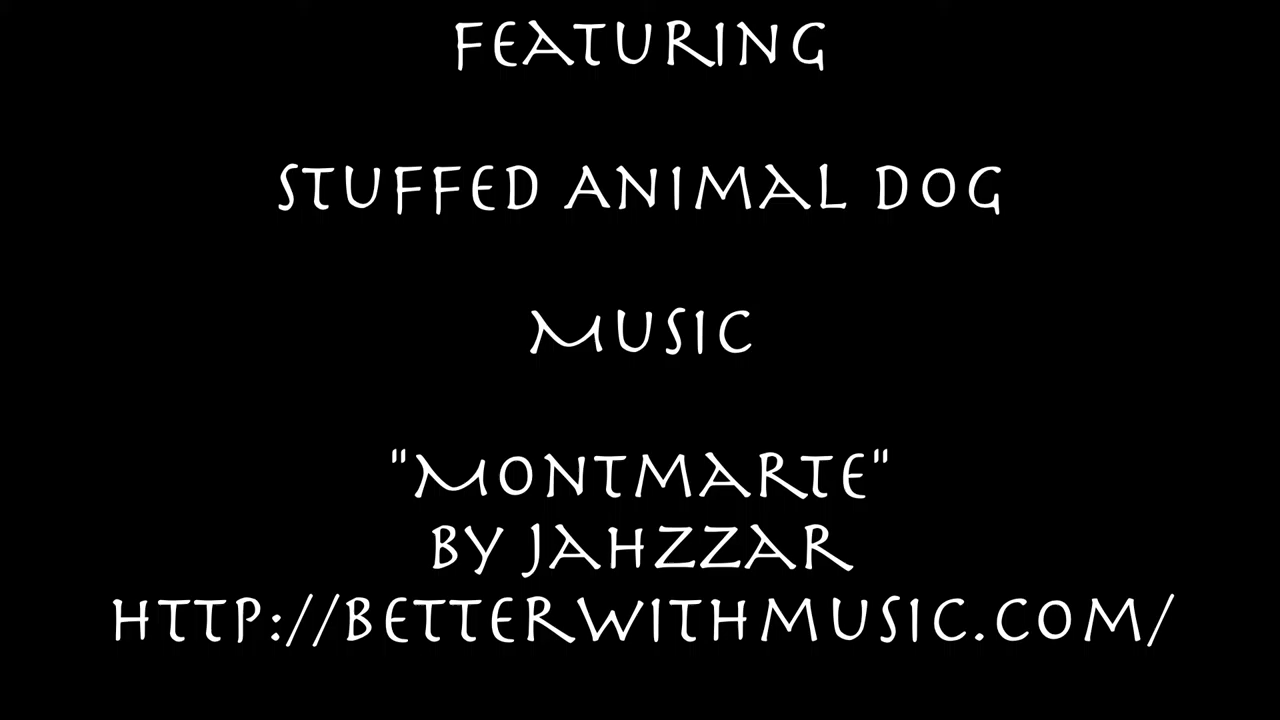 FEATURING
STUFFED ANIMAL DOG
MUSIC
"MONTMARTE"
BY JAHZZAR
HTTP://BETTERWITHMUSIC.COM/